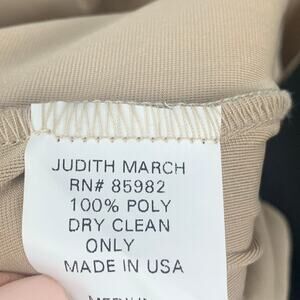 JUDITH MARCH
RN# 85982
100% POLY
DRY CLEAN
ONLY
MADE IN USA